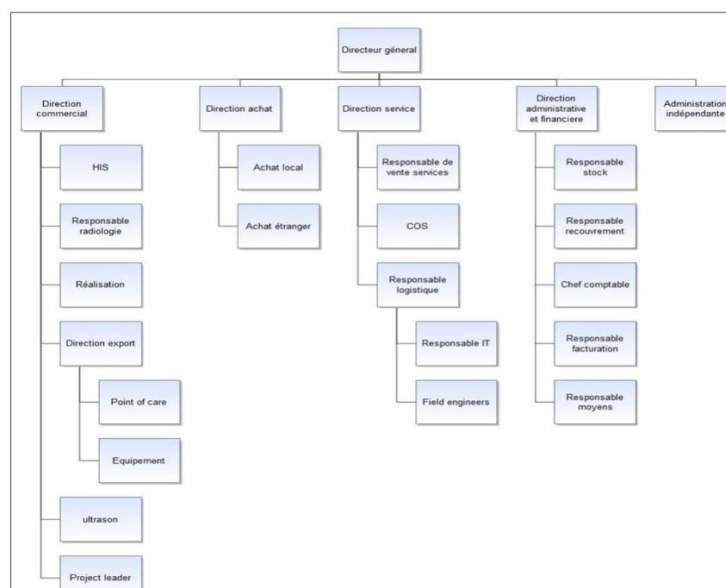 Directeur géneral
Direction
commercial
Direction achat
Direction service
Direction
administrative
et financiere
Administration
indépendante
HIS
Responsable
radiologie
Réalisation
Direction export
Point of care
Equipement
ultrason
Project leader
Achat local
Achat étranger
Responsable de
vente services
COS
Responsable
logistique
Responsable IT
Field engineers
Responsable
stock
Responsable
recouvrement
Chef comptable
Responsable
facturation
Responsable
moyens